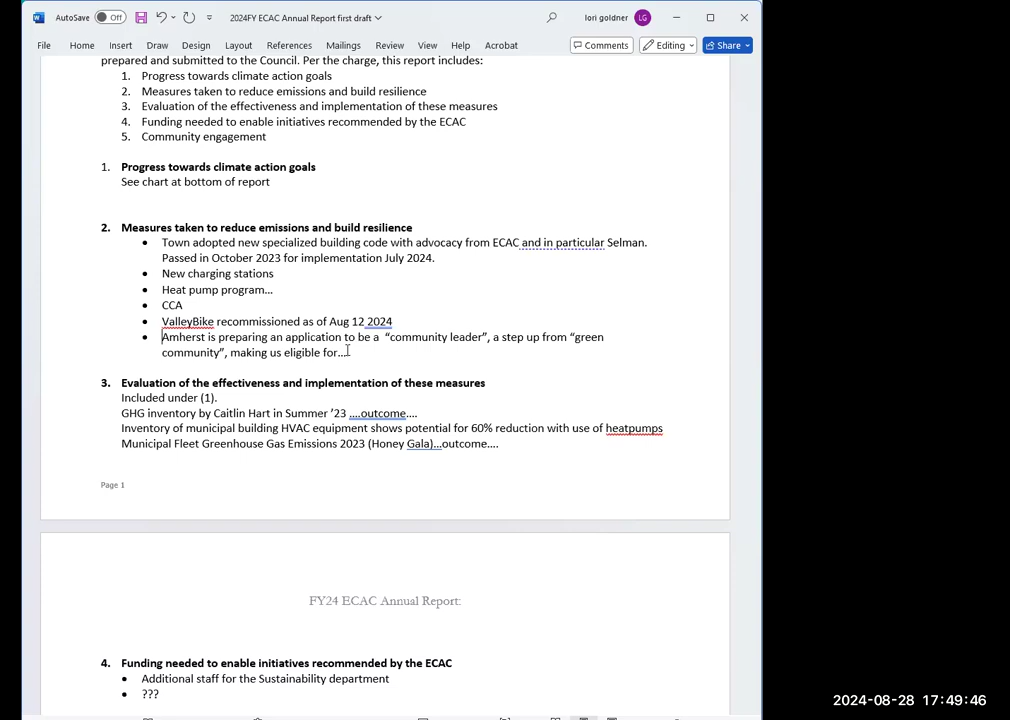 AutoSave Off 2024FY ECAC Annual Report first draft lori goldner LG
File Home Insert Draw Design Layout References Mailings Review View Help Acrobat Comments Editing Share
prepared and submitted to the Council. Per the charge, this report includes:
1. Progress towards climate action goals
2. Measures taken to reduce emissions and build resilience
3. Evaluation of the effectiveness and implementation of these measures
4. Funding needed to enable initiatives recommended by the ECAC
5. Community engagement
1. Progress towards climate action goals
See chart at bottom of report
2. Measures taken to reduce emissions and build resilience
• Town adopted new specialized building code with advocacy from ECAC and in particular Selman.
Passed in October 2023 for implementation July 2024.
• New charging stations
• Heat pump program…
• CCA
• ValleyBike recommissioned as of Aug 12 2024
• Amherst is preparing an application to be a “community leader”, a step up from “green
community”, making us eligible for…
3. Evaluation of the effectiveness and implementation of these measures
Included under (1).
GHG inventory by Caitlin Hart in Summer ’23 ….outcome….
Inventory of municipal building HVAC equipment shows potential for 60% reduction with use of heatpumps
Municipal Fleet Greenhouse Gas Emissions 2023 (Honey Gala)…outcome….
Page 1
FY24 ECAC Annual Report:
4. Funding needed to enable initiatives recommended by the ECAC
• Additional staff for the Sustainability department
• ???
2024-08-28 17:49:46